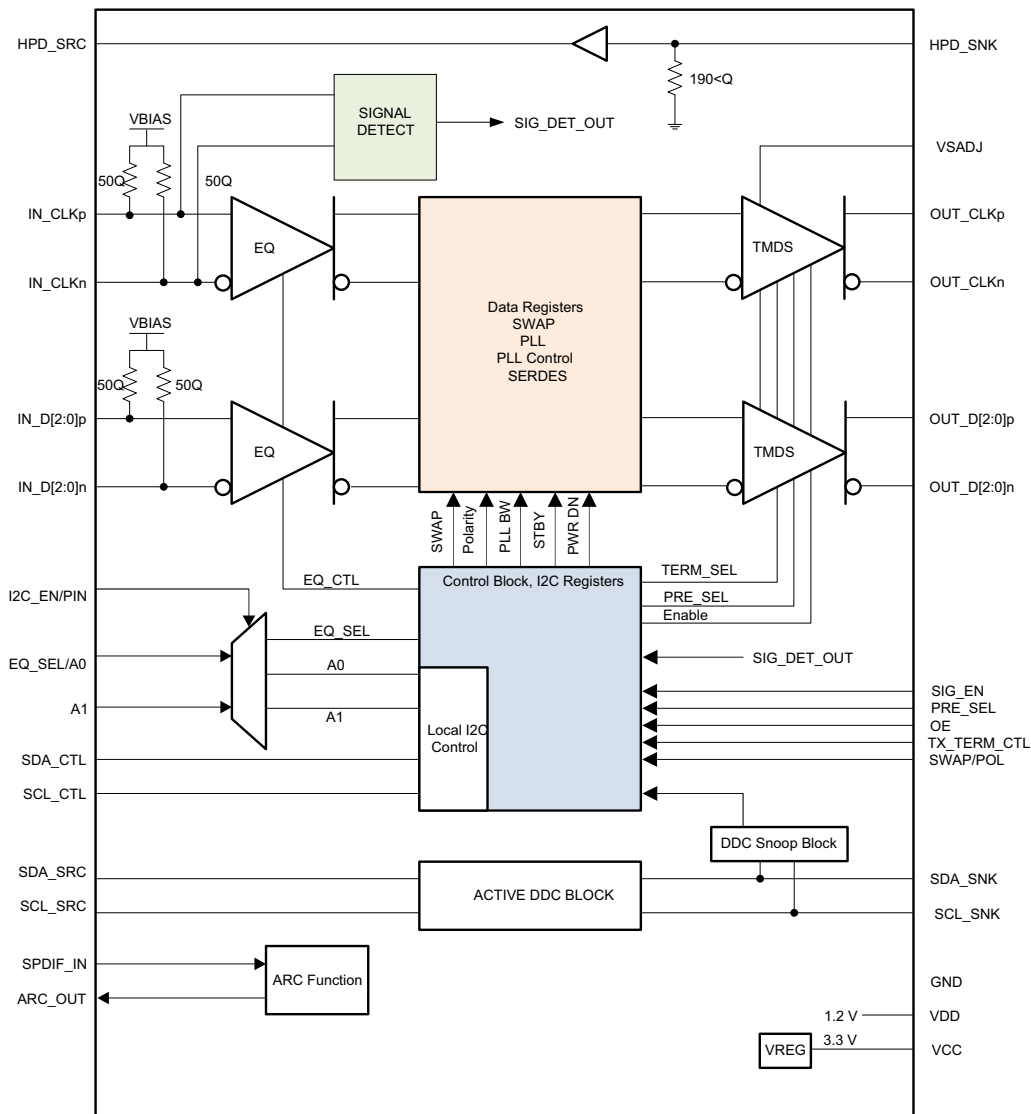 HPD_SRC
HPD_SNK
190<Q
SIGNAL
DETECT
SIG_DET_OUT
VBIAS
VSADJ
50Q
50Q
IN_CLKp
EQ
TMDS
OUT_CLKp
IN_CLKn
OUT_CLKn
Data Registers
SWAP
PLL
PLL Control
SERDES
VBIAS
50Q
50Q
IN_D[2:0]p
EQ
TMDS
OUT_D[2:0]p
IN_D[2:0]n
OUT_D[2:0]n
SWAP
Polarity
PLL BW
STBY
PWR DN
EQ_CTL
Control Block, I2C Registers
TERM_SEL
PRE_SEL
Enable
I2C_EN/PIN
EQ_SEL
EQ_SEL/A0
A0
SIG_DET_OUT
A1
A1
Local I2C
Control
SIG_EN
PRE_SEL
OE
TX_TERM_CTL
SWAP/POL
SDA_CTL
SCL_CTL
DDC Snoop Block
SDA_SRC
ACTIVE DDC BLOCK
SDA_SNK
SCL_SRC
SCL_SNK
SPDIF_IN
ARC Function
ARC_OUT
GND
1.2 V
VDD
VREG
3.3 V
VCC